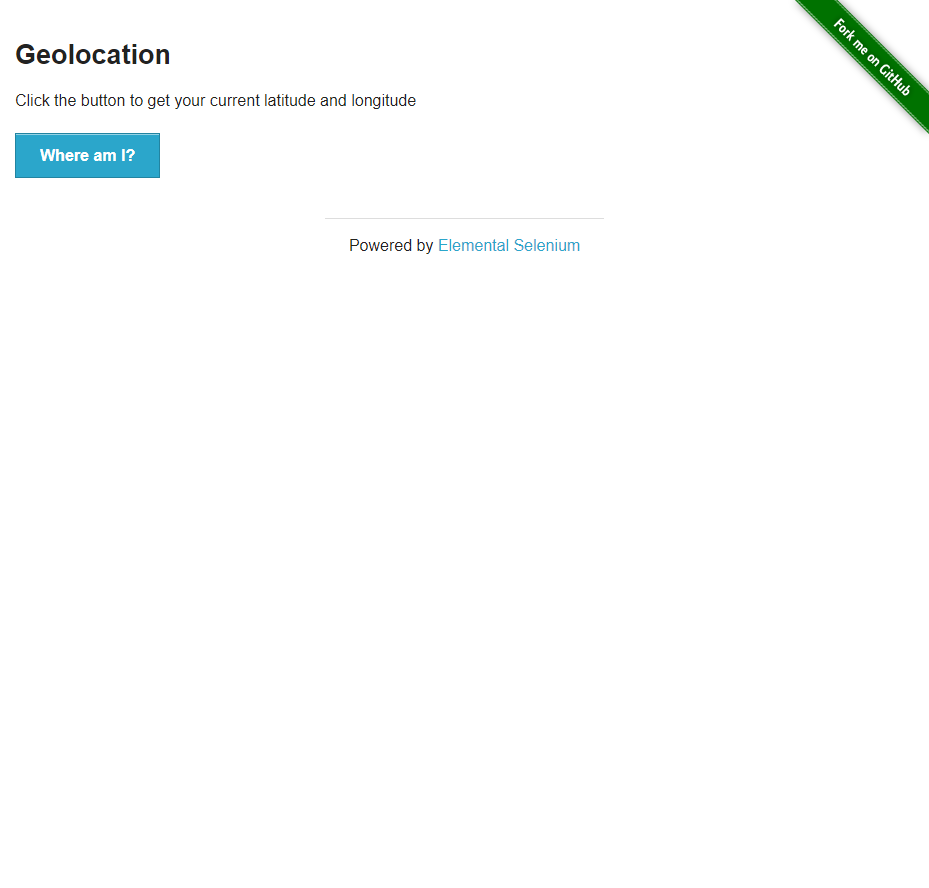 Fork me on GitHub
Geolocation
Click the button to get your current latitude and longitude
Where am I?
Powered by Elemental Selenium